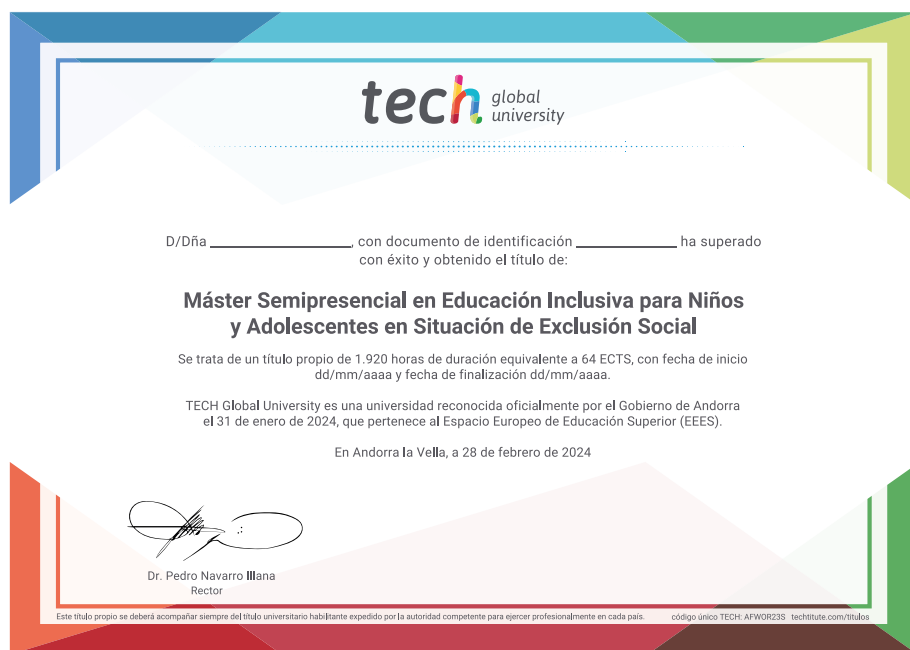 tech global university
D/Dña ______________, con documento de identificación __________ ha superado
con éxito y obtenido el título de:
Máster Semipresencial en Educación Inclusiva para Niños
y Adolescentes en Situación de Exclusión Social
Se trata de un título propio de 1.920 horas de duración equivalente a 64 ECTS, con fecha de inicio
dd/mm/aaaa y fecha de finalización dd/mm/aaaa.
TECH Global University es una universidad reconocida oficialmente por el Gobierno de Andorra
el 31 de enero de 2024, que pertenece al Espacio Europeo de Educación Superior (EEES).
En Andorra la Vella, a 28 de febrero de 2024
Dr. Pedro Navarro Illana
Rector
Este título propio se deberá acompañar siempre del título universitario habilitante expedido por la autoridad competente para ejercer profesionalmente en cada país. código único TECH: AFWOR23S techtitute.com/titulos